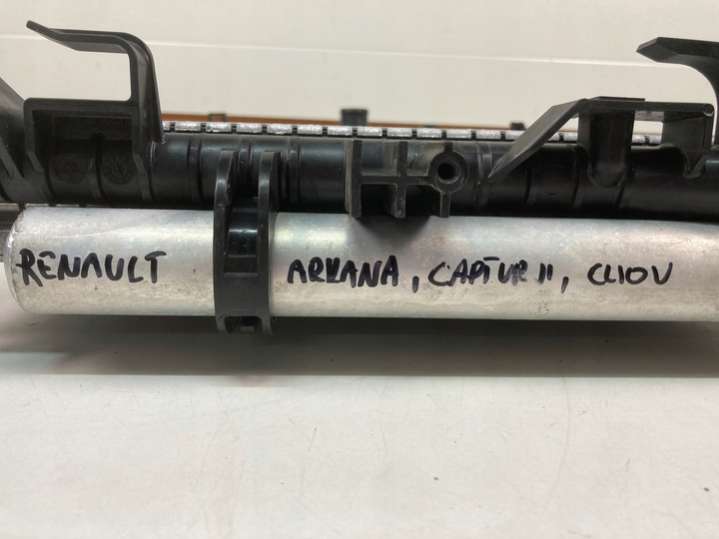 RENAULT ARKANA, CAPTUR II, CLIO V